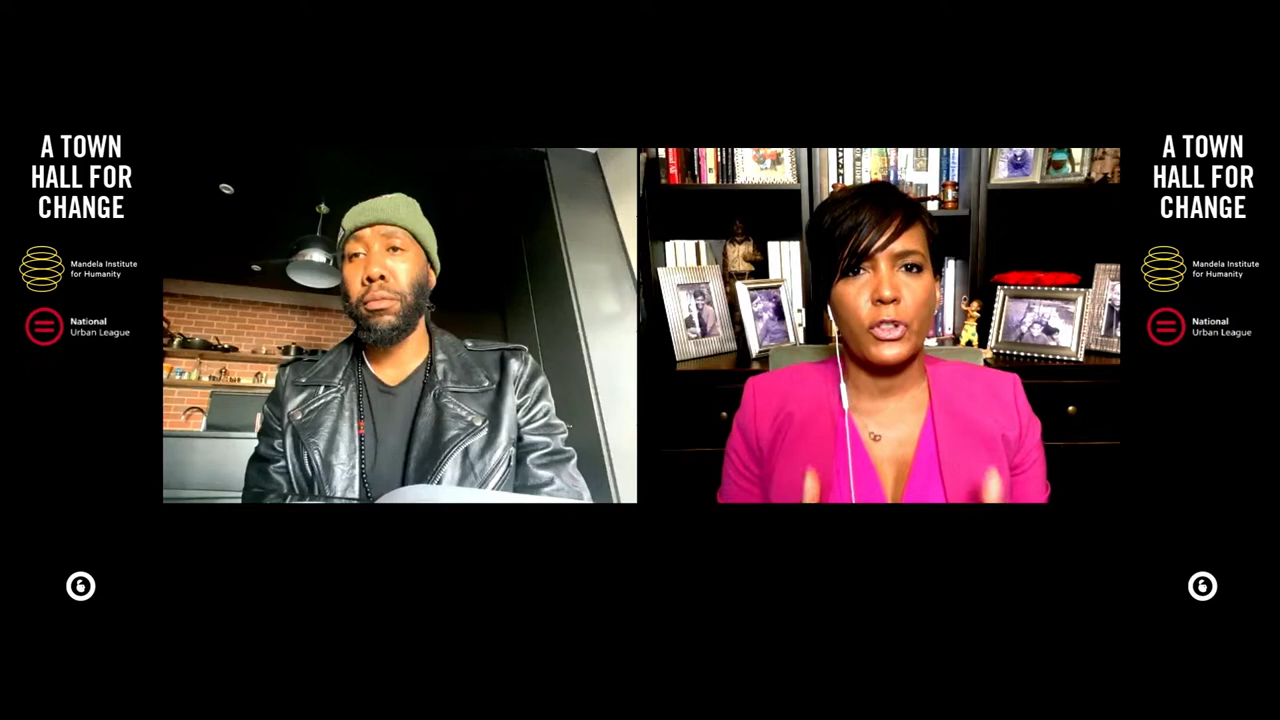 A TOWN
HALL FOR
CHANGE
Mandela Institute
for Humanity
National
Urban League
A TOWN
HALL FOR
CHANGE
Mandela Institute
for Humanity
National
Urban League